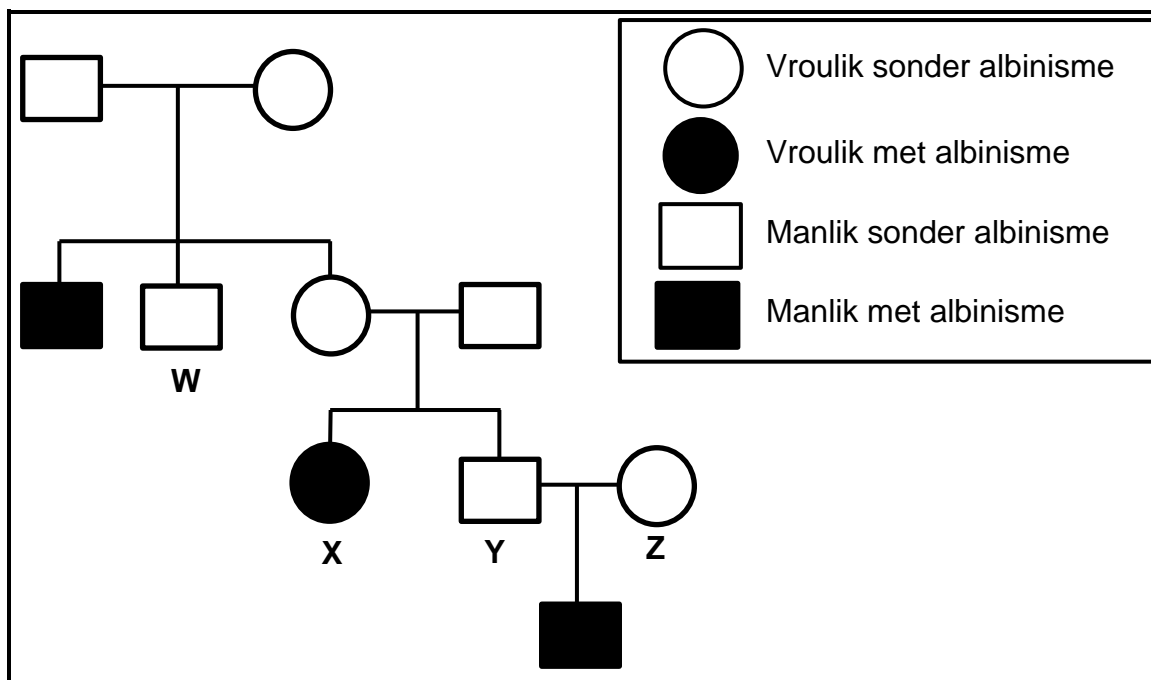 Vroulik sonder albinisme
Vroulik met albinisme
Manlik sonder albinisme
Manlik met albinisme
W
X
Y
Z